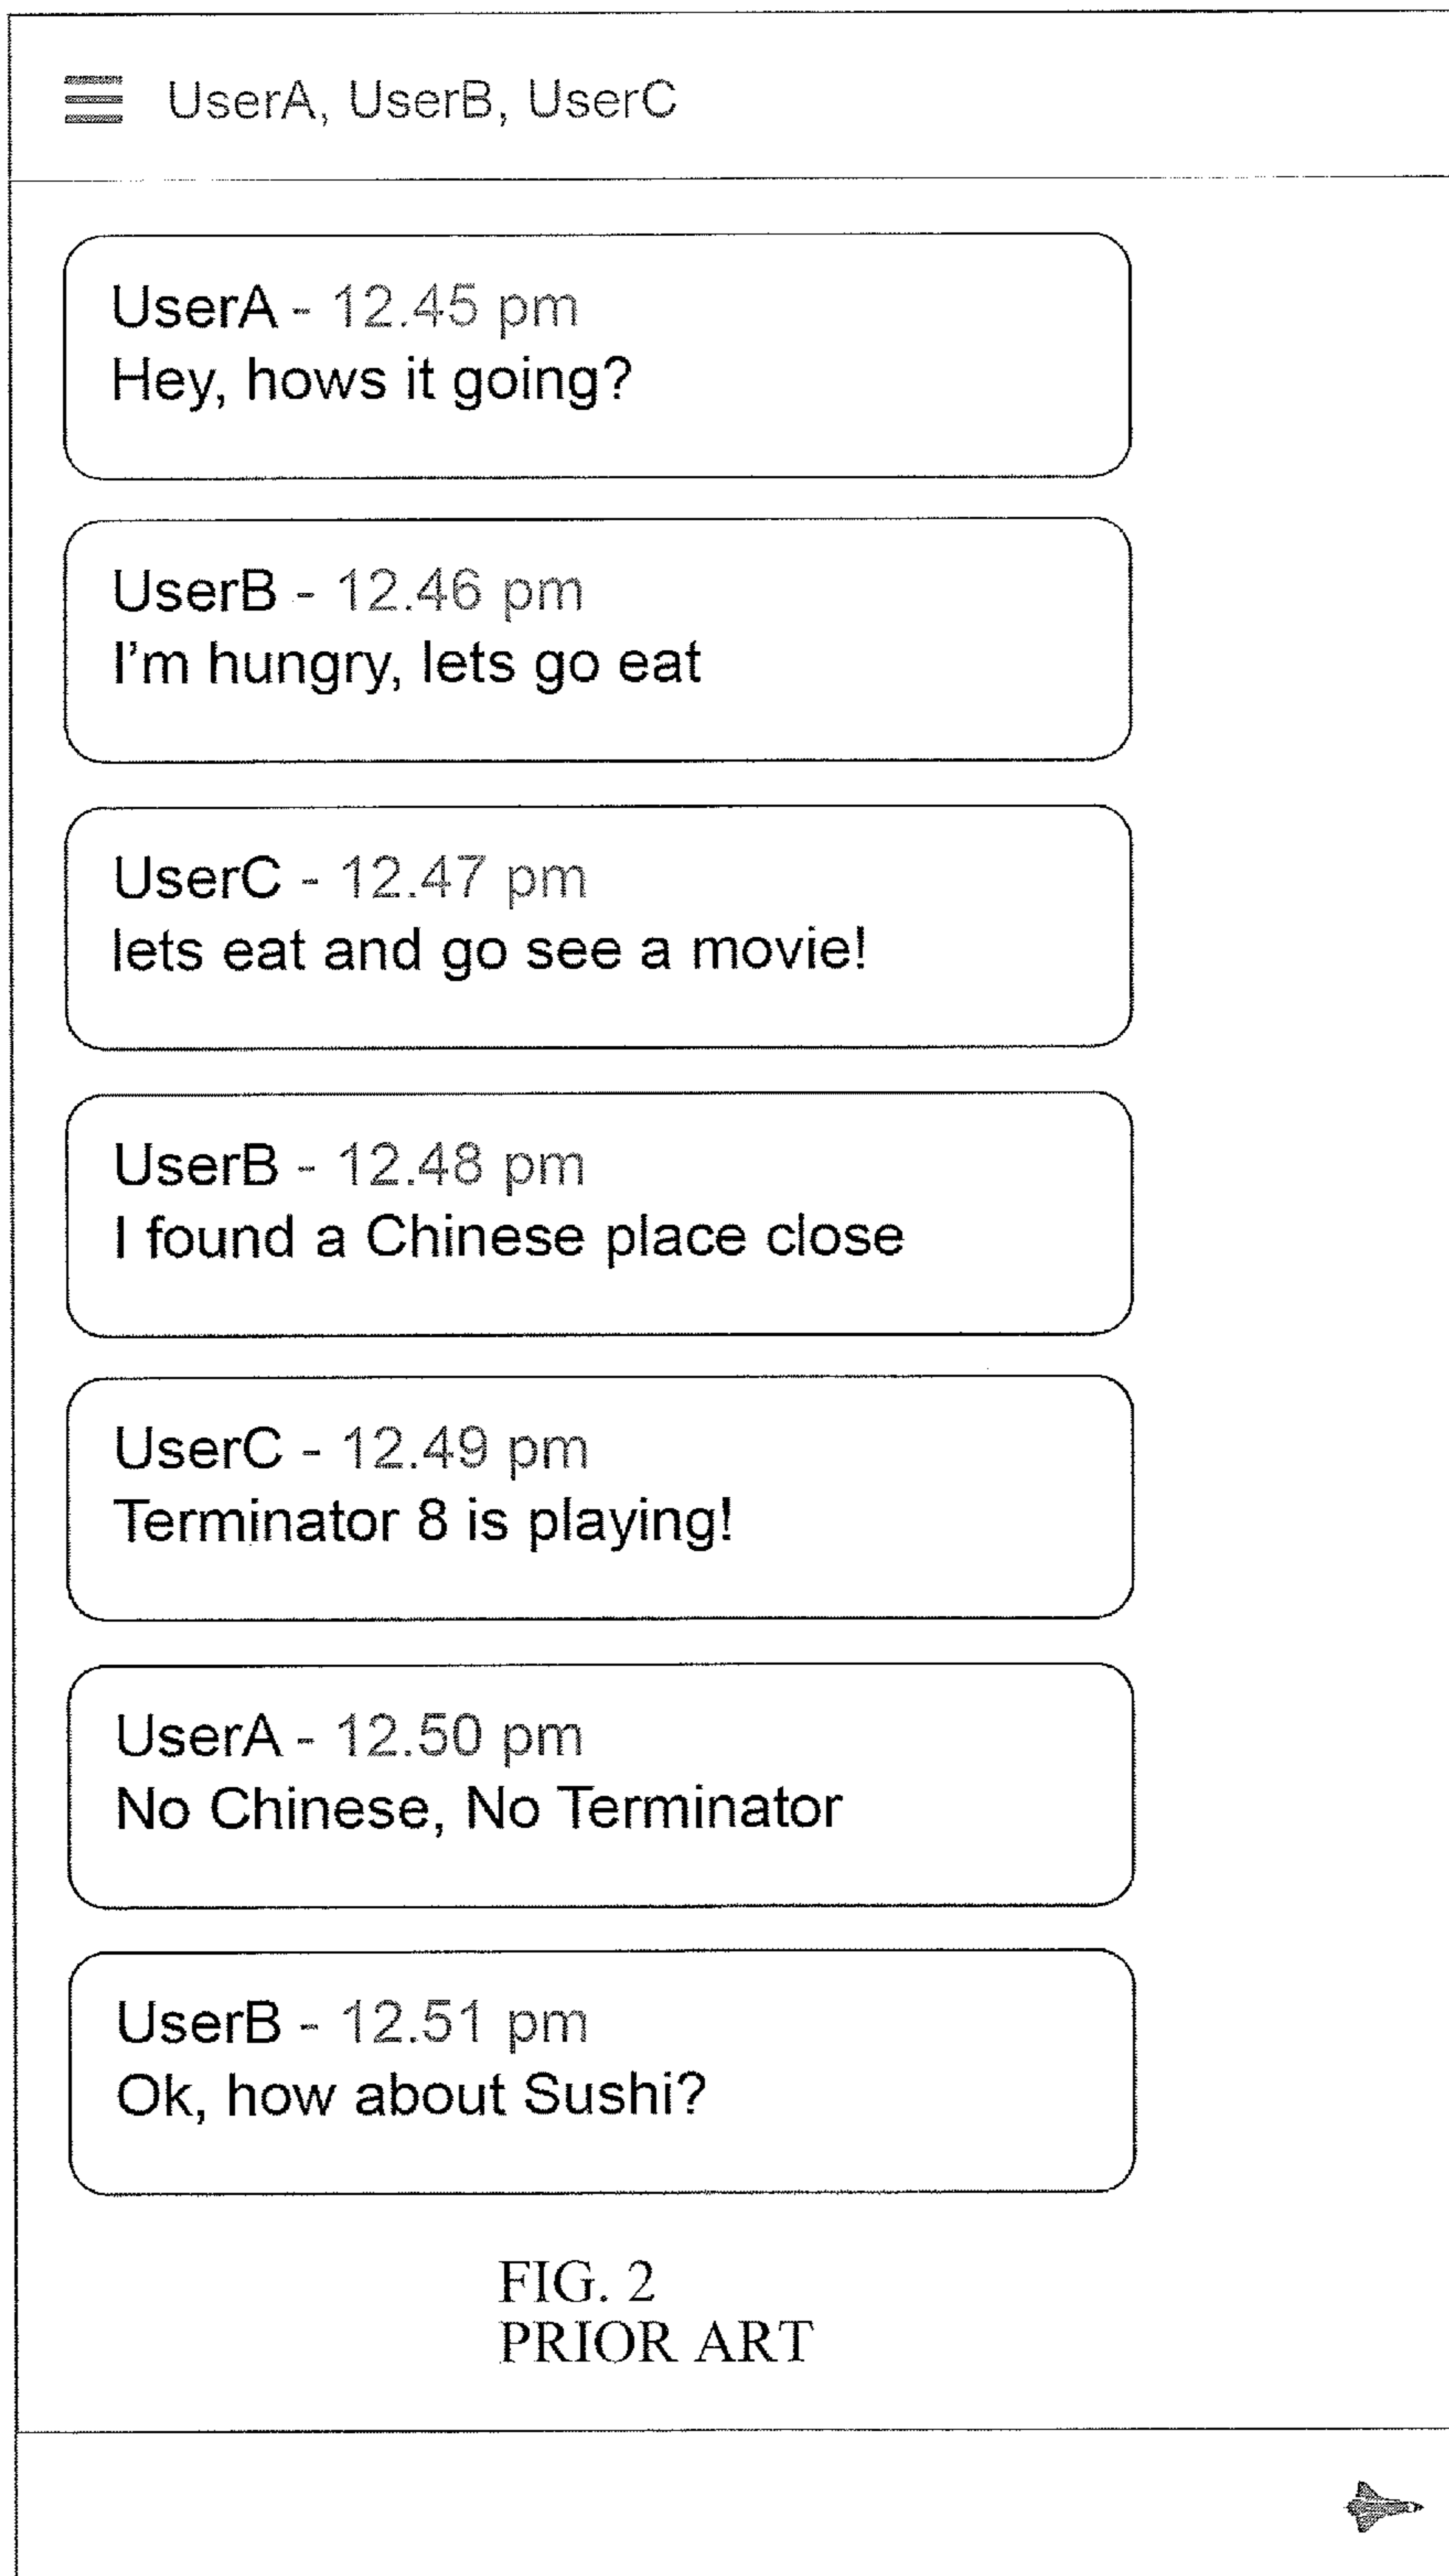 UserA, UserB, UserC
UserA - 12.45 pm
Hey, hows it going?
UserB - 12.46 pm
I'm hungry, lets go eat
UserC - 12.47 pm
lets eat and go see a movie!
UserB - 12.48 pm
I found a Chinese place close
UserC - 12.49 pm
Terminator 8 is playing!
UserA - 12.50 pm
No Chinese, No Terminator
UserB - 12.51 pm
Ok, how about Sushi?
FIG. 2
PRIOR ART